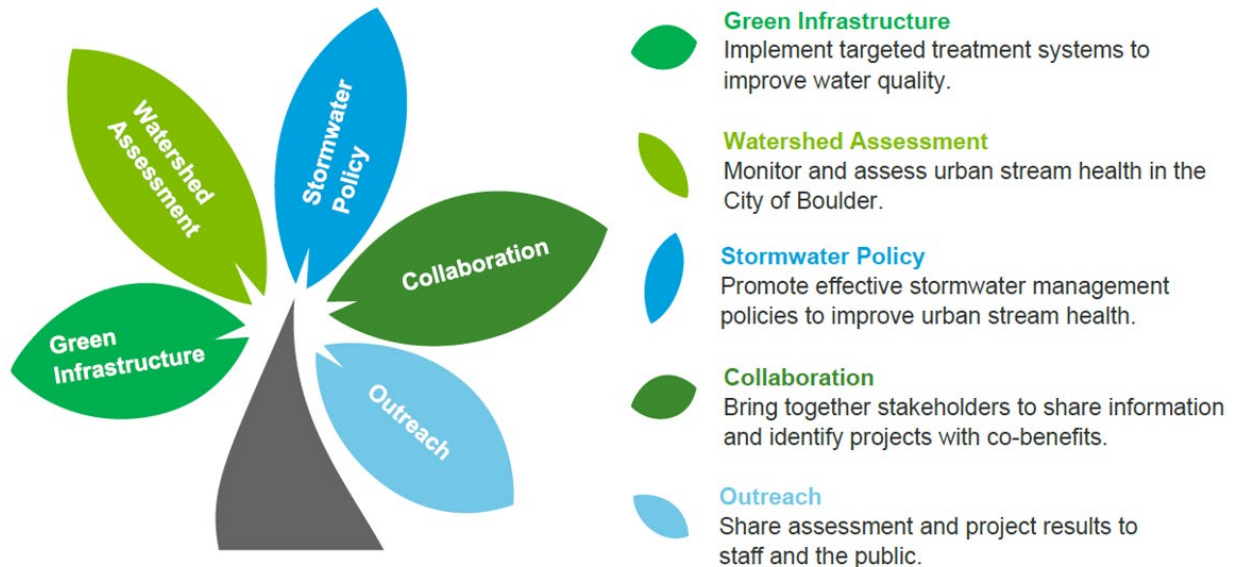 Green
Infrastructure
Watershed
Assessment
Stormwater
Policy
Collaboration
Outreach
Green Infrastructure
Implement targeted treatment systems to
improve water quality.
Watershed Assessment
Monitor and assess urban stream health in the
City of Boulder.
Stormwater Policy
Promote effective stormwater management
policies to improve urban stream health.
Collaboration
Bring together stakeholders to share information
and identify projects with co-benefits.
Outreach
Share assessment and project results to
staff and the public.